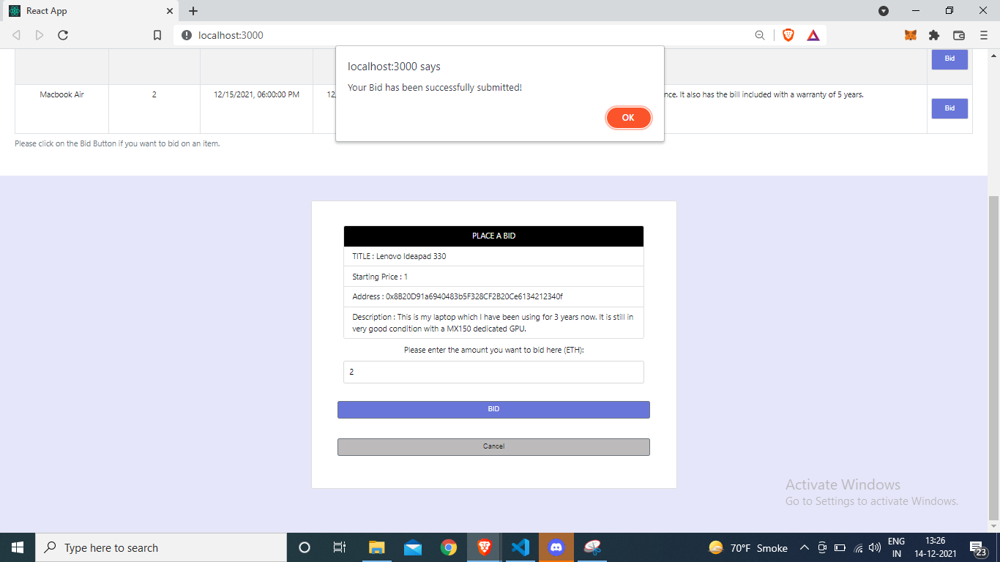 React App
localhost:3000
Bid
localhost:3000 says
Your Bid has been successfully submitted!
OK
Macbook Air 2 12/15/2021, 06:00:00 PM 12 nce. It also has the bill included with a warranty of 5 years. Bid
Please click on the Bid Button if you want to bid on an item.
PLACE A BID
TITLE : Lenovo Ideapad 330
Starting Price : 1
Address : 0x8B20D91a6940483b5F328CF2B20Ce6134212340f
Description : This is my laptop which I have been using for 3 years now. It is still in
very good condition with a MX150 dedicated GPU.
Please enter the amount you want to bid here (ETH):
2
BID
Cancel
Activate Windows
Go to Settings to activate Windows.
Type here to search
70°F Smoke
ENG
IN
13:26
14-12-2021
23